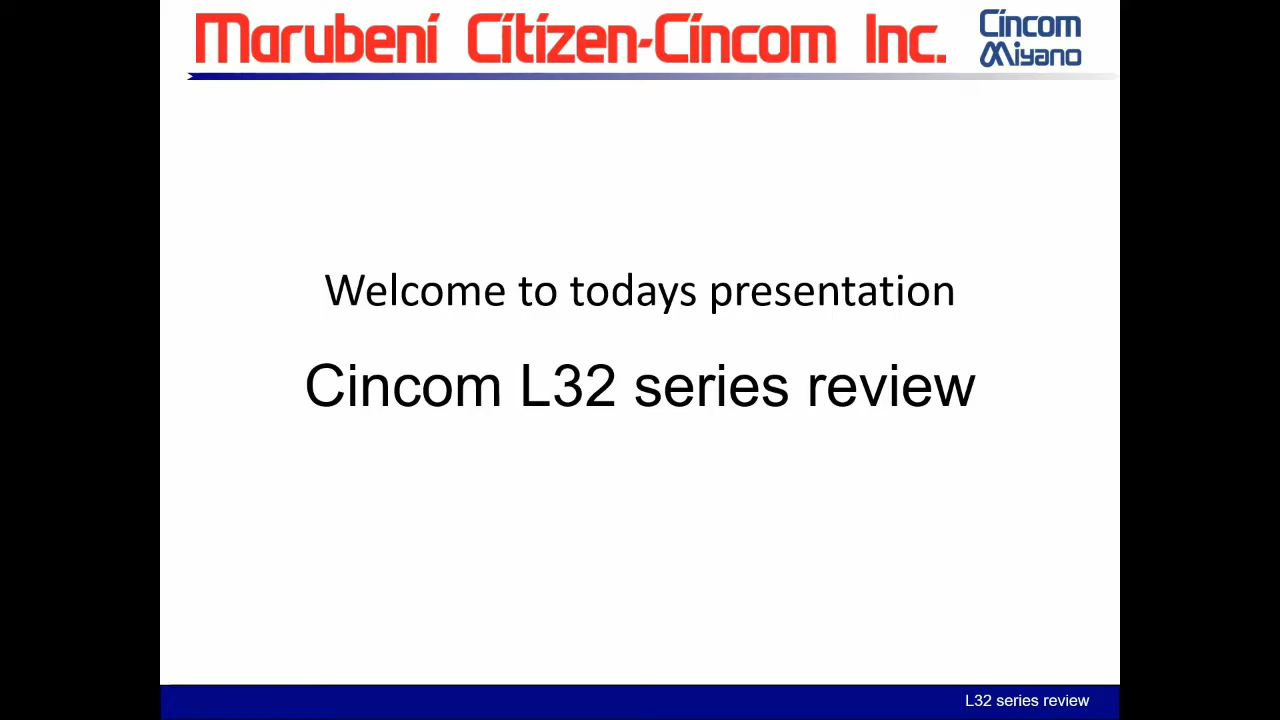 Marubeni Citizen-Cincom Inc.
Cincom
Miyano
Welcome to todays presentation
Cincom L32 series review
L32 series review